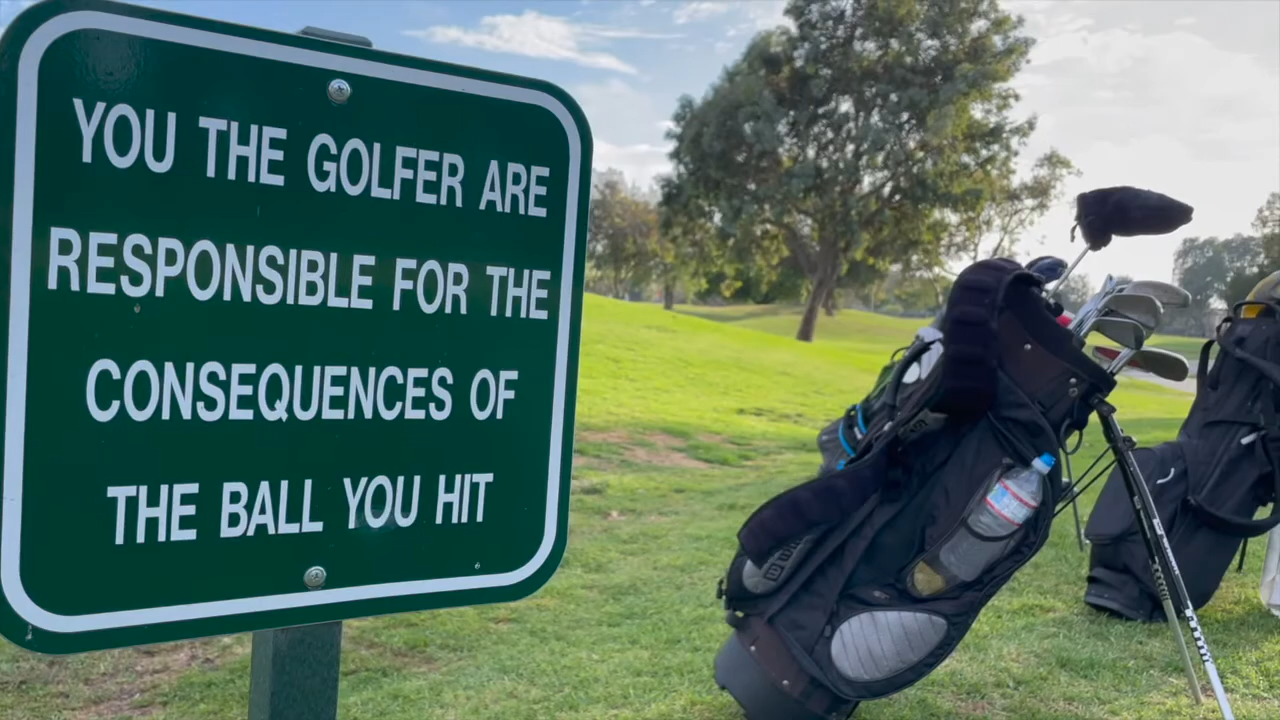 YOU THE GOLFER ARE
RESPONSIBLE FOR THE
CONSEQUENCES OF
THE BALL YOU HIT